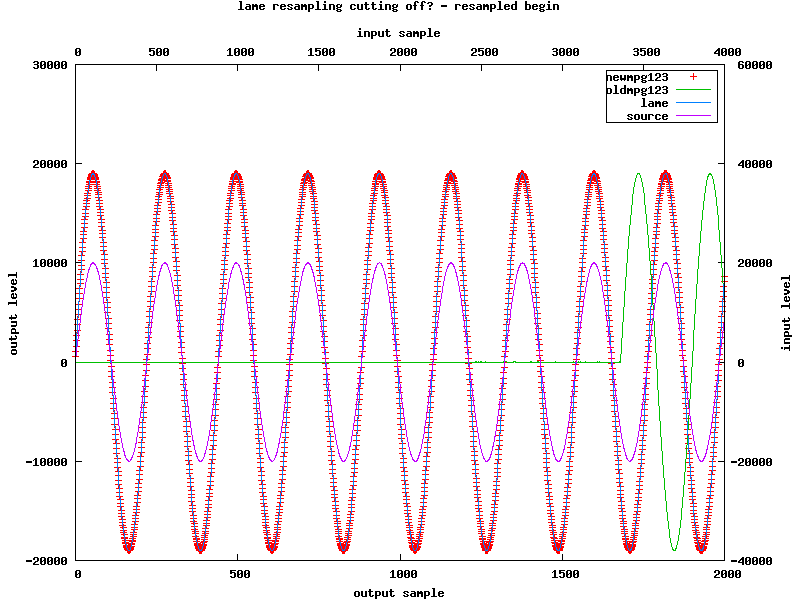 lame resampling cutting off? - resampled begin
input sample
0 500 1000 1500 2000 2500 3000 3500 4000
30000 60000
newmpg123
oldmpg123
lame
source
20000 40000
10000 20000
output level
input level
0 0
-10000 -20000
-20000 -40000
0 500 1000 1500 2000
output sample